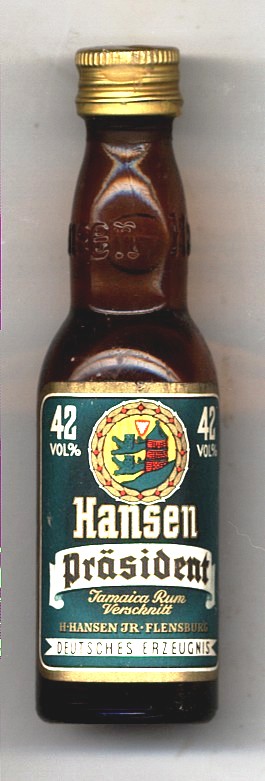 42 42
VOL% VOL%
Hansen
Präsident
Jamaica Rum
Verschnitt
H·HANSEN JR·FLENSBURG
DEUTSCHES ERZEUGNIS